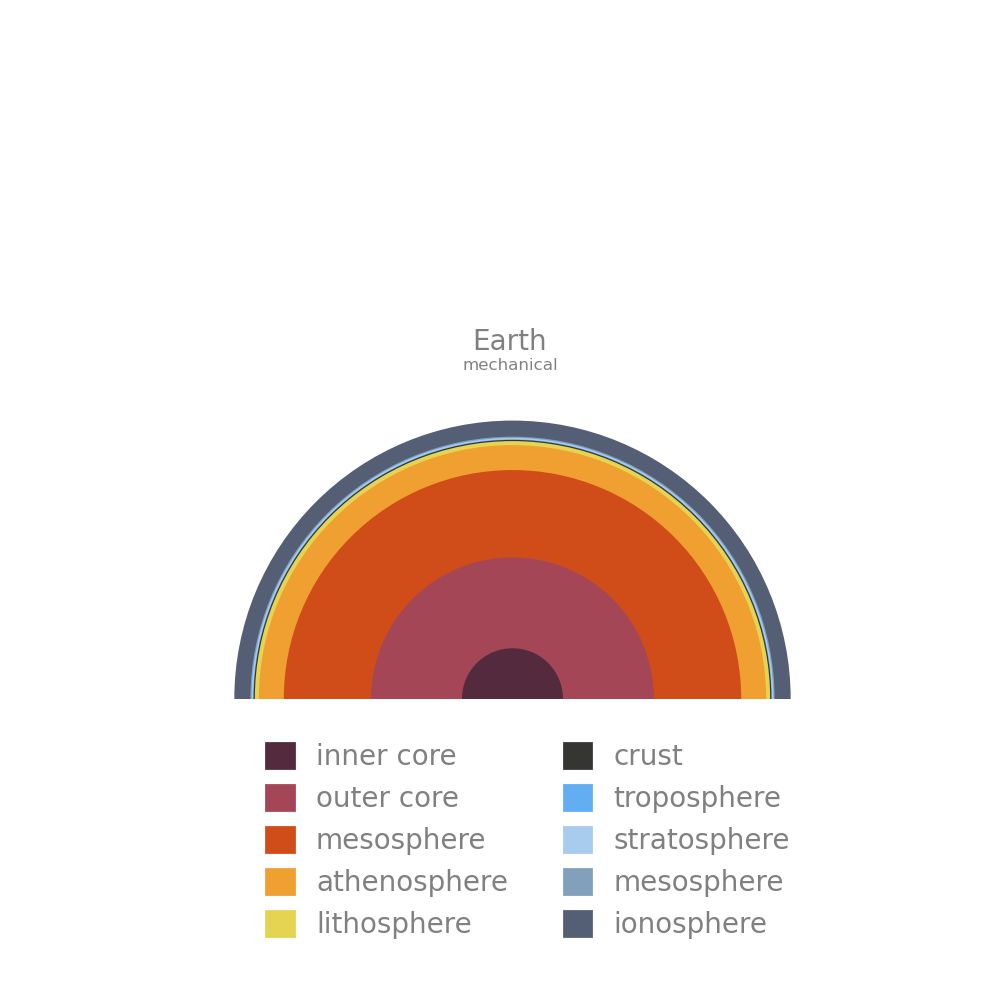 Earth
mechanical
inner core
outer core
mesosphere
athenosphere
lithosphere
crust
troposphere
stratosphere
mesosphere
ionosphere